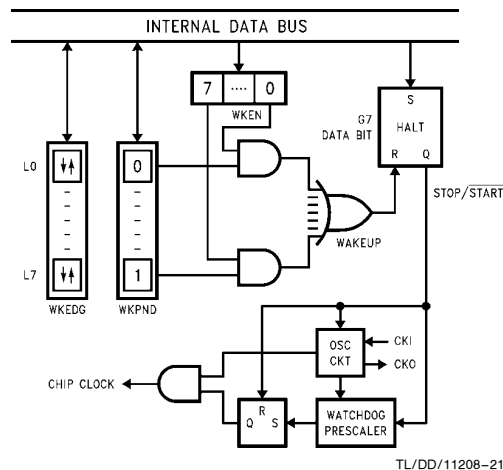 INTERNAL DATA BUS
7 .... 0
WKEN
G7
DATA BIT
S
HALT
R Q
L0
0
STOP/START
WAKEUP
L7
1
WKEDG
WKPND
OSC
CKT
CKI
CKO
CHIP CLOCK
R
Q S
WATCHDOG
PRESCALER
TL/DD/11208–21